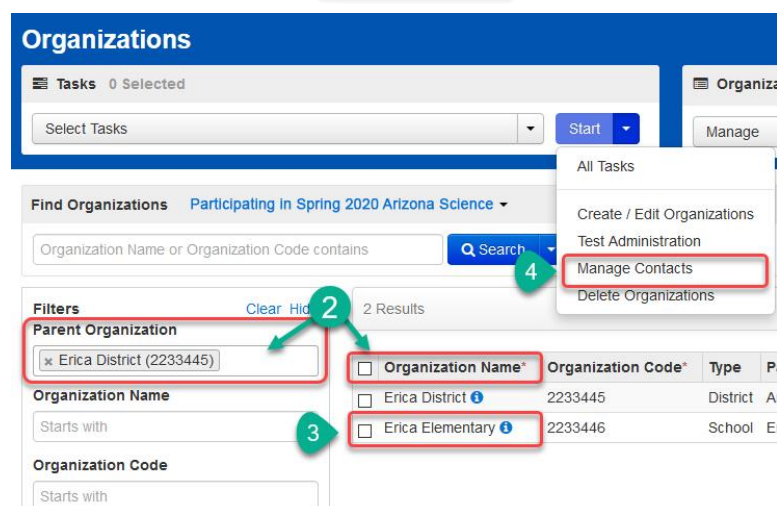 Organizations
Tasks 0 Selected
Organiza
Select Tasks
Start
Manage
All Tasks
Create / Edit Organizations
Test Administration
Manage Contacts
Delete Organizations
4
Find Organizations Participating in Spring 2020 Arizona Science
Organization Name or Organization Code contains
Search
Filters
Clear Hid
2
2 Results
Parent Organization
× Erica District (2233445)
Organization Name* Organization Code* Type P
Erica District 2233445 District A
3
Erica Elementary 2233446 School E
Organization Name
Starts with
Organization Code
Starts with